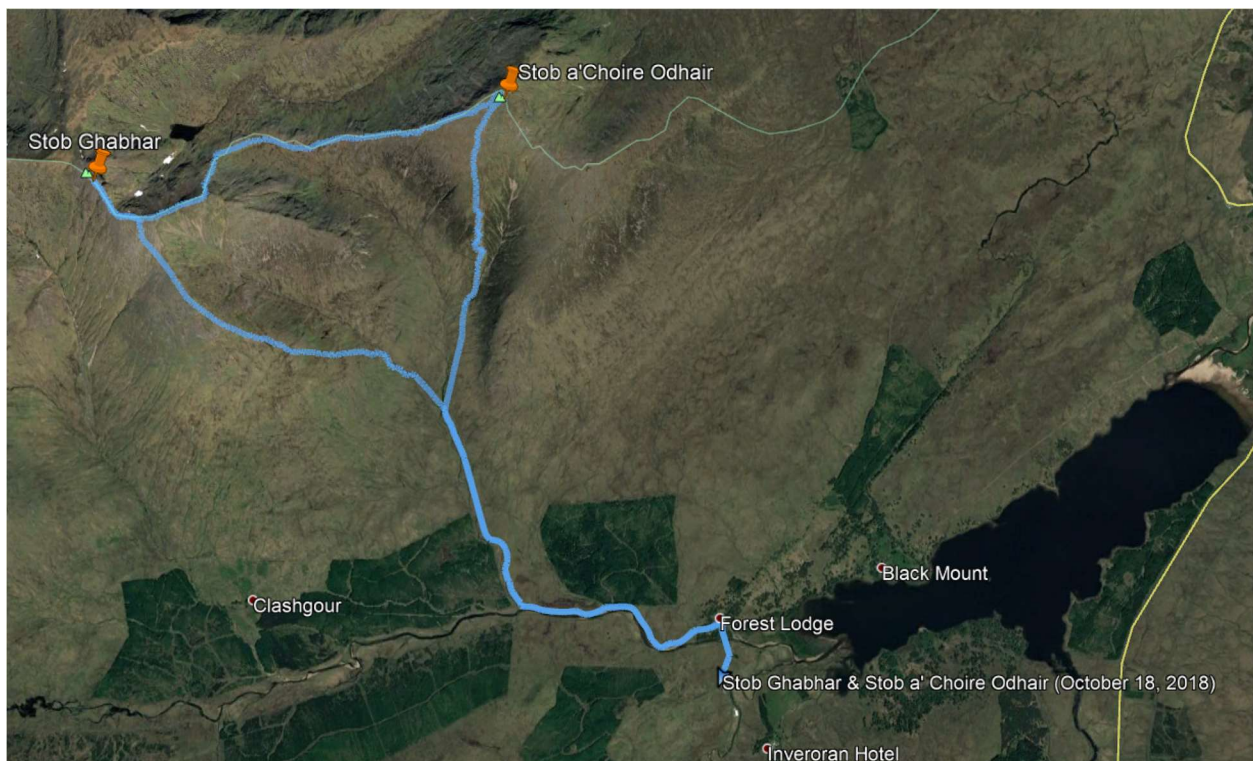 Stob a'Choire Odhair
Stob Ghabhar
Black Mount
Clashgour
Forest Lodge
Stob Ghabhar & Stob a' Choire Odhair (October 18, 2018)
Inveroran Hotel